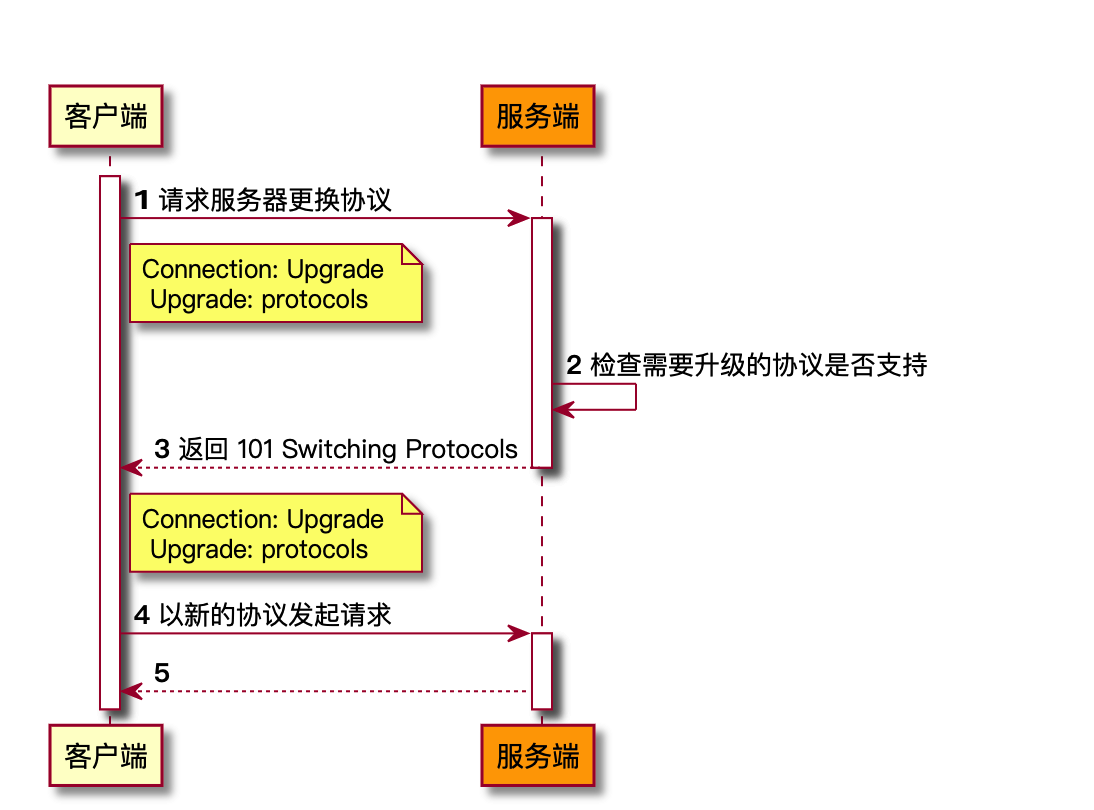 客户端
服务端
1 请求服务器更换协议
Connection: Upgrade
Upgrade: protocols
2 检查需要升级的协议是否支持
3 返回 101 Switching Protocols
Connection: Upgrade
Upgrade: protocols
4 以新的协议发起请求
5
客户端
服务端